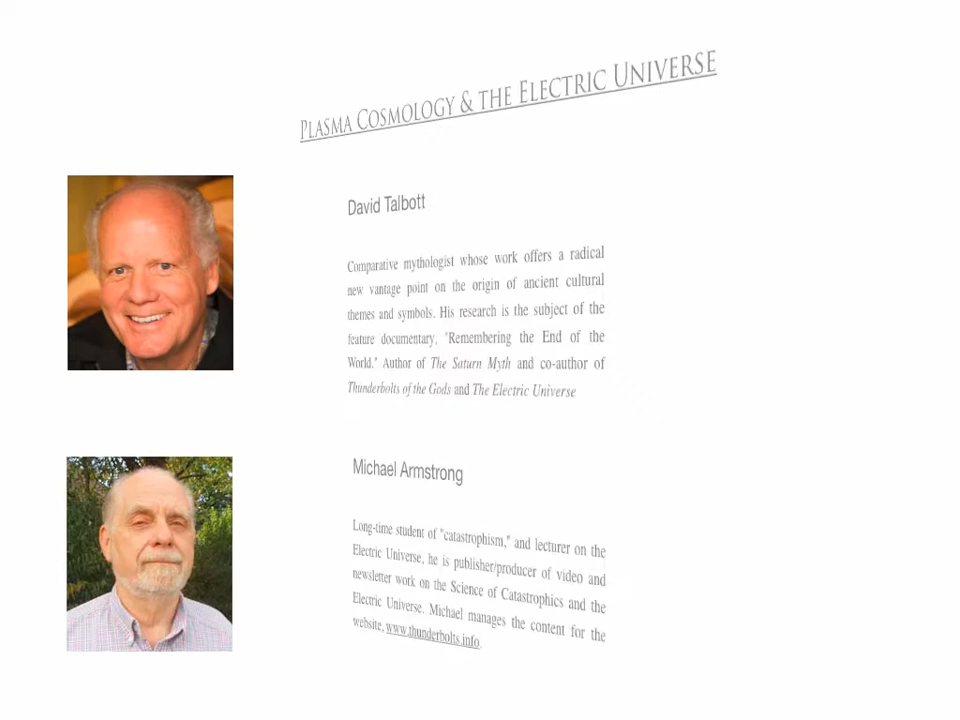 PLASMA COSMOLOGY & THE ELECTRIC UNIVERSE
David Talbott
Comparative mythologist whose work offers a radical
new vantage point on the origin of ancient cultural
themes and symbols. His research is the subject of the
feature documentary, "Remembering the End of the
World." Author of The Saturn Myth and co-author of
Thunderbolts of the Gods and The Electric Universe
Michael Armstrong
Long-time student of "catastrophism," and lecturer on the
Electric Universe, he is publisher/producer of video and
newsletter work on the Science of Catastrophics and the
Electric Universe. Michael manages the content for the
website, www.thunderbolts.info.